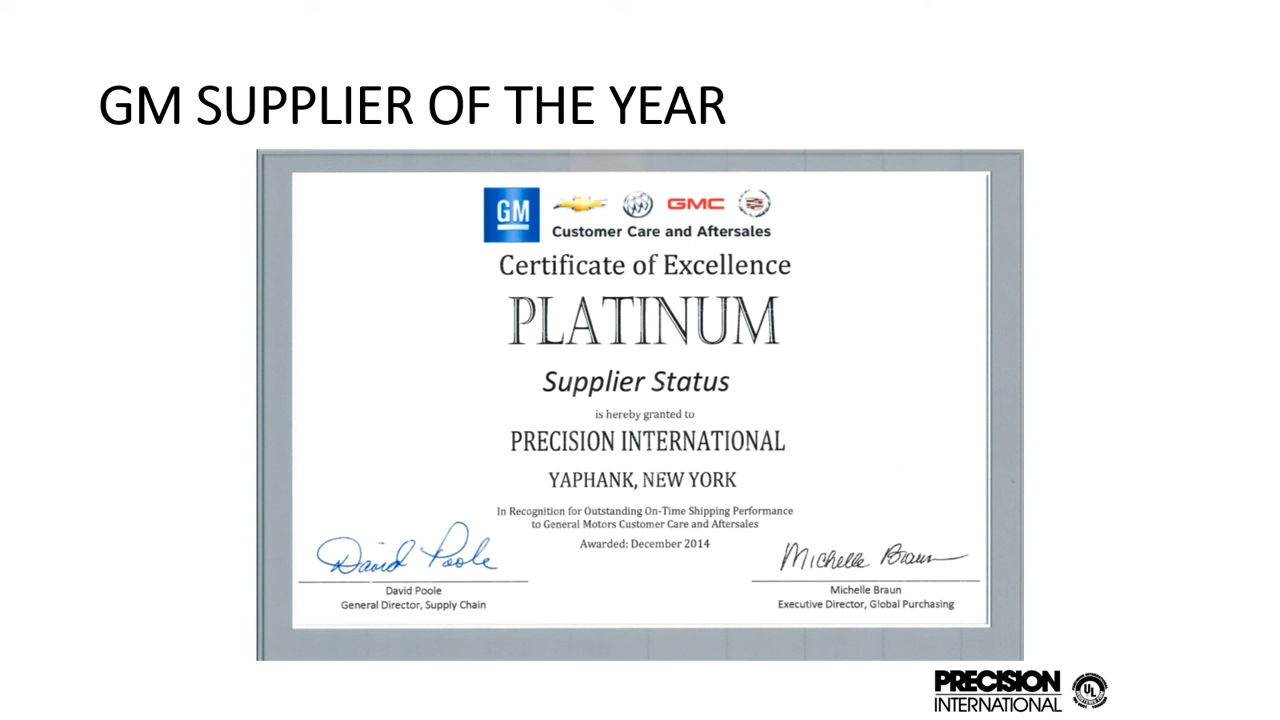 GM SUPPLIER OF THE YEAR
GM
GMC
Customer Care and Aftersales
Certificate of Excellence
PLATINUM
Supplier Status
is hereby granted to
PRECISION INTERNATIONAL
YAPHANK, NEW YORK
In Recognition for Outstanding On-Time Shipping Performance
to General Motors Customer Care and Aftersales
Awarded: December 2014
David Poole
Michelle Braun
David Poole
General Director, Supply Chain
Michelle Braun
Executive Director, Global Purchasing
PRECISION
INTERNATIONAL
UL